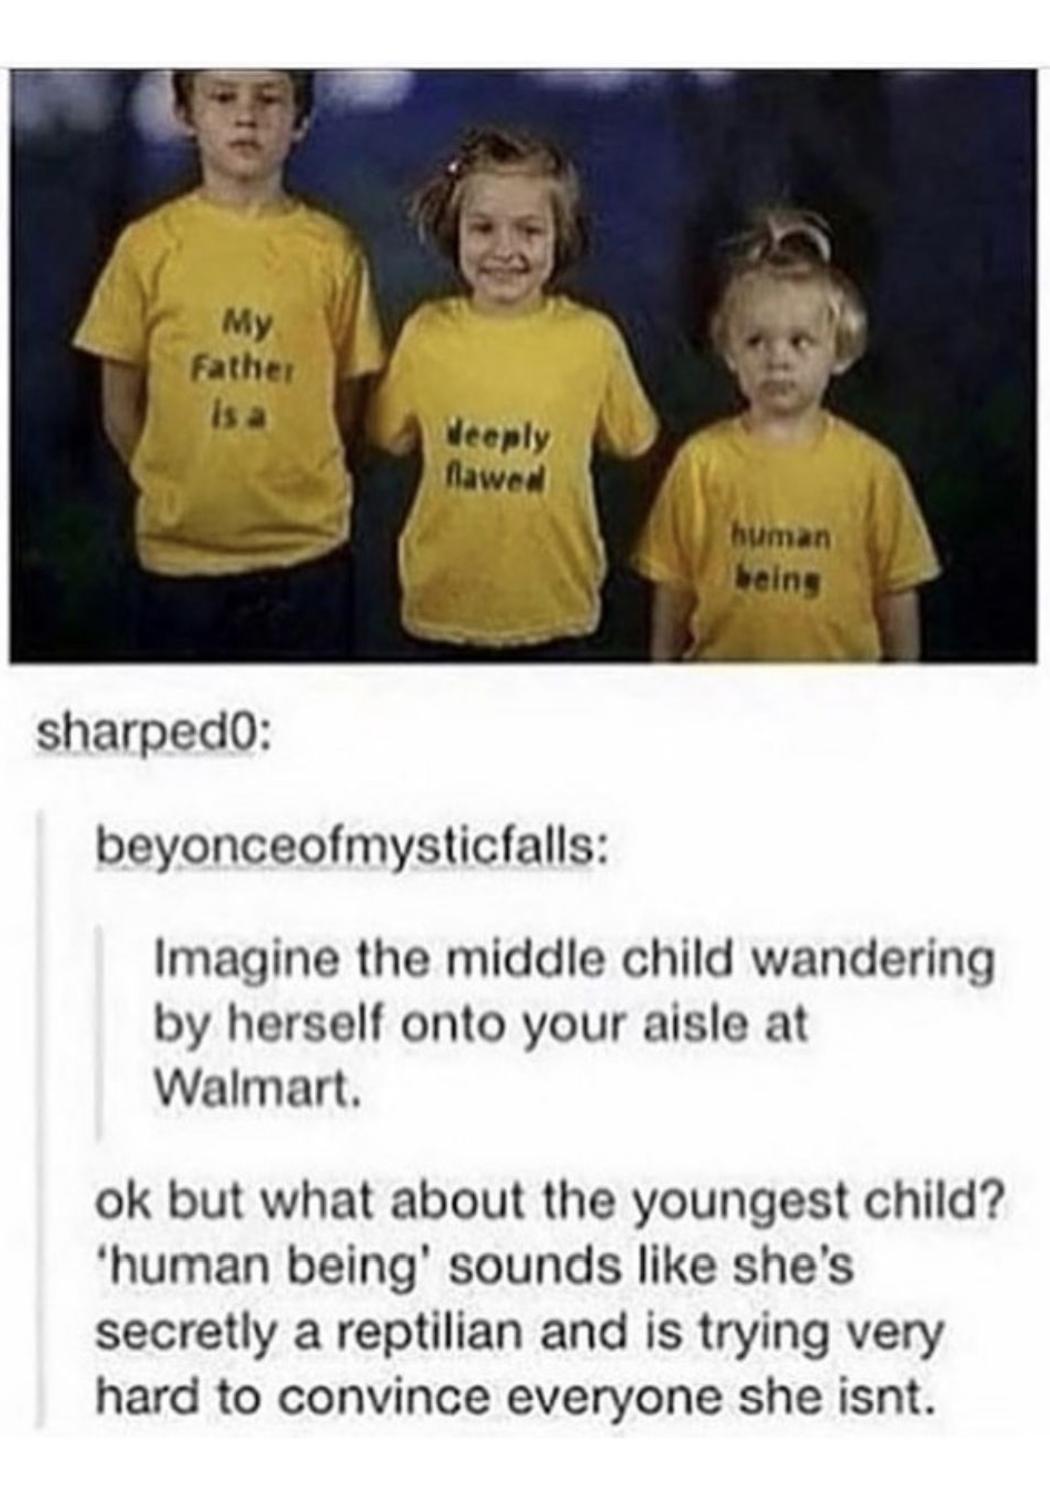 My
Father
is a
deeply
flawed
human
being
sharped0:
beyonceofmysticfalls:
Imagine the middle child wandering
by herself onto your aisle at
Walmart.
ok but what about the youngest child?
‘human being' sounds like she's
secretly a reptilian and is trying very
hard to convince everyone she isnt.